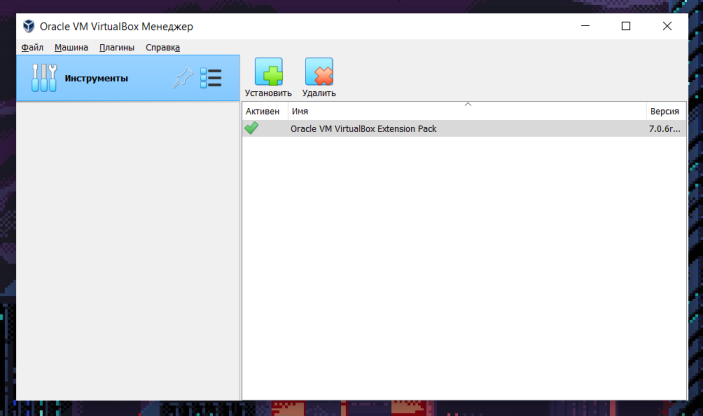 Oracle VM VirtualBox Менеджер
Файл Машина Плагины Справка
Инструменты
Установить Удалить
Активен Имя Версия
Oracle VM VirtualBox Extension Pack 7.0.6r...